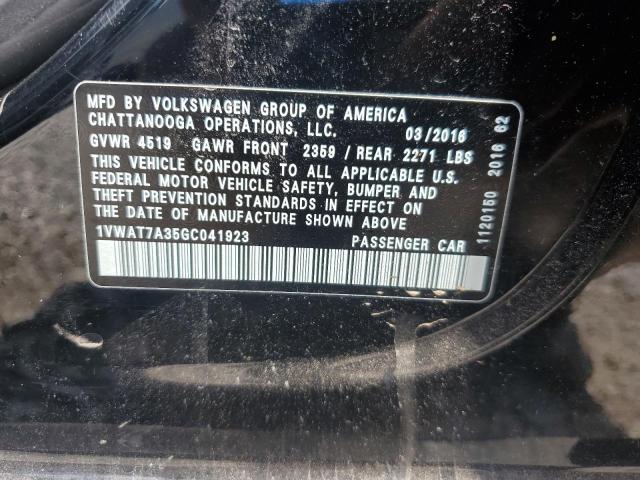 MFD BY VOLKSWAGEN GROUP OF AMERICA
CHATTANOOGA OPERATIONS, LLC. 03/2016
GVWR 4519 GAWR FRONT 2359 / REAR 2271 LBS
THIS VEHICLE CONFORMS TO ALL APPLICABLE U.S.
FEDERAL MOTOR VEHICLE SAFETY, BUMPER AND
THEFT PREVENTION STANDARDS IN EFFECT ON
THE DATE OF MANUFACTURE SHOWN ABOVE
1VWAT7A35GC041923 PASSENGER CAR
1120150 2016 62